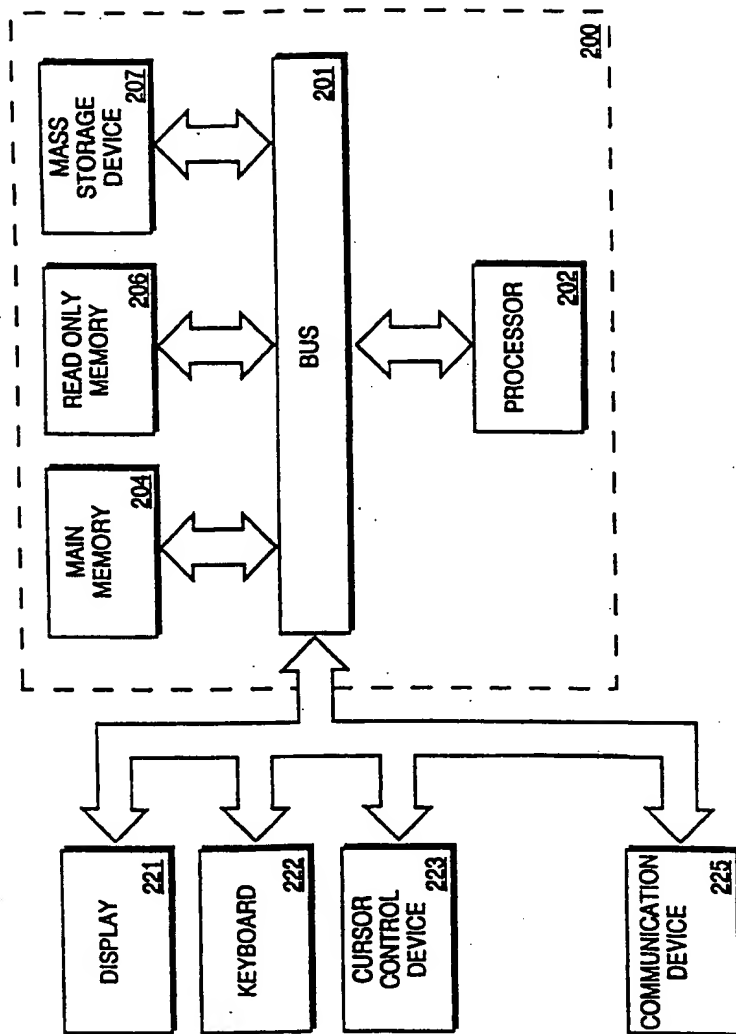 DISPLAY
221
KEYBOARD
222
CURSOR
CONTROL
DEVICE
223
COMMUNICATION
DEVICE
225
MAIN
MEMORY
204
READ ONLY
MEMORY
206
MASS
STORAGE
DEVICE
207
BUS
201
PROCESSOR
202
200